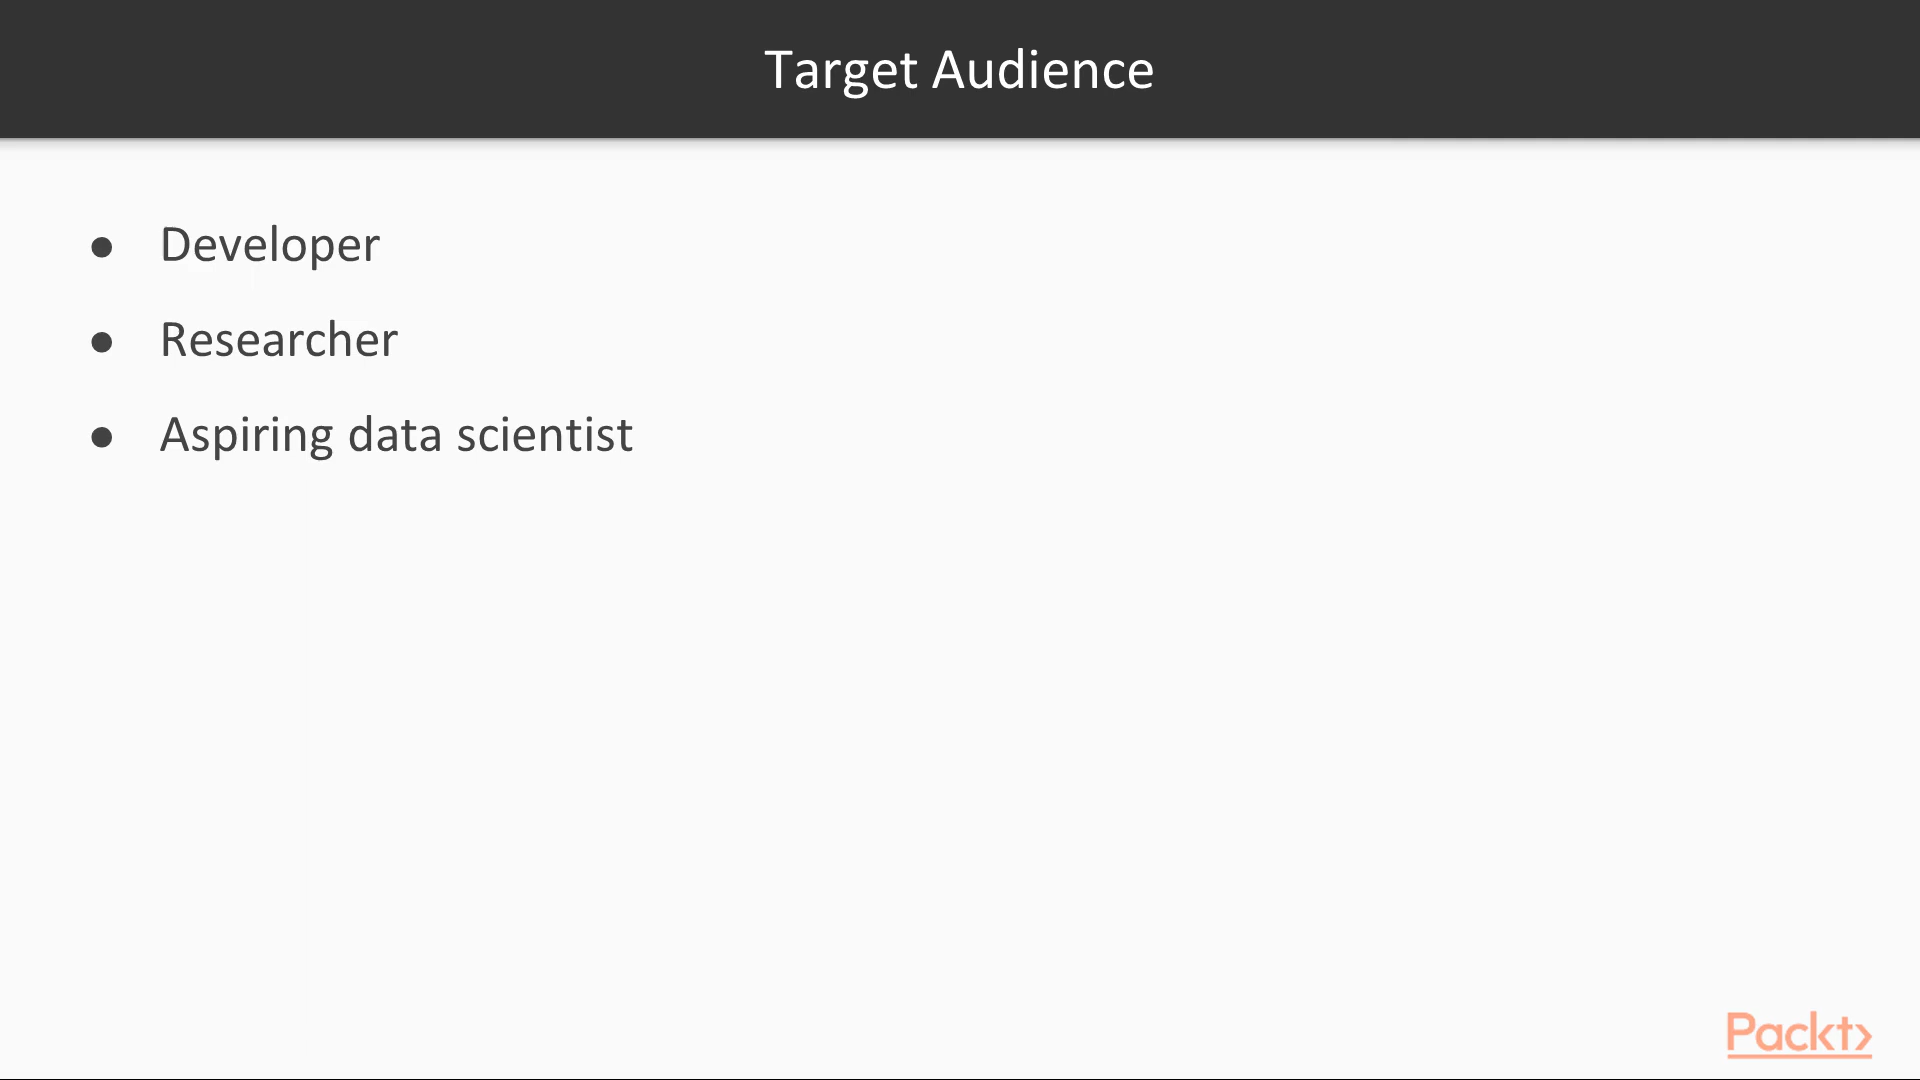 Target Audience
● Developer
● Researcher
● Aspiring data scientist
Packt>